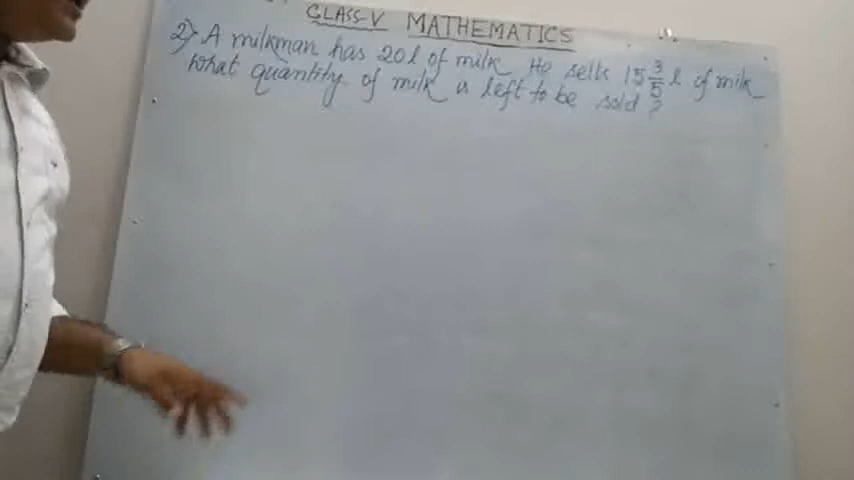 CLASS-V MATHEMATICS
2) A milkman has 20l of milk. He sells 15 3/5 l of milk.
What quantity of milk is left to be sold ?